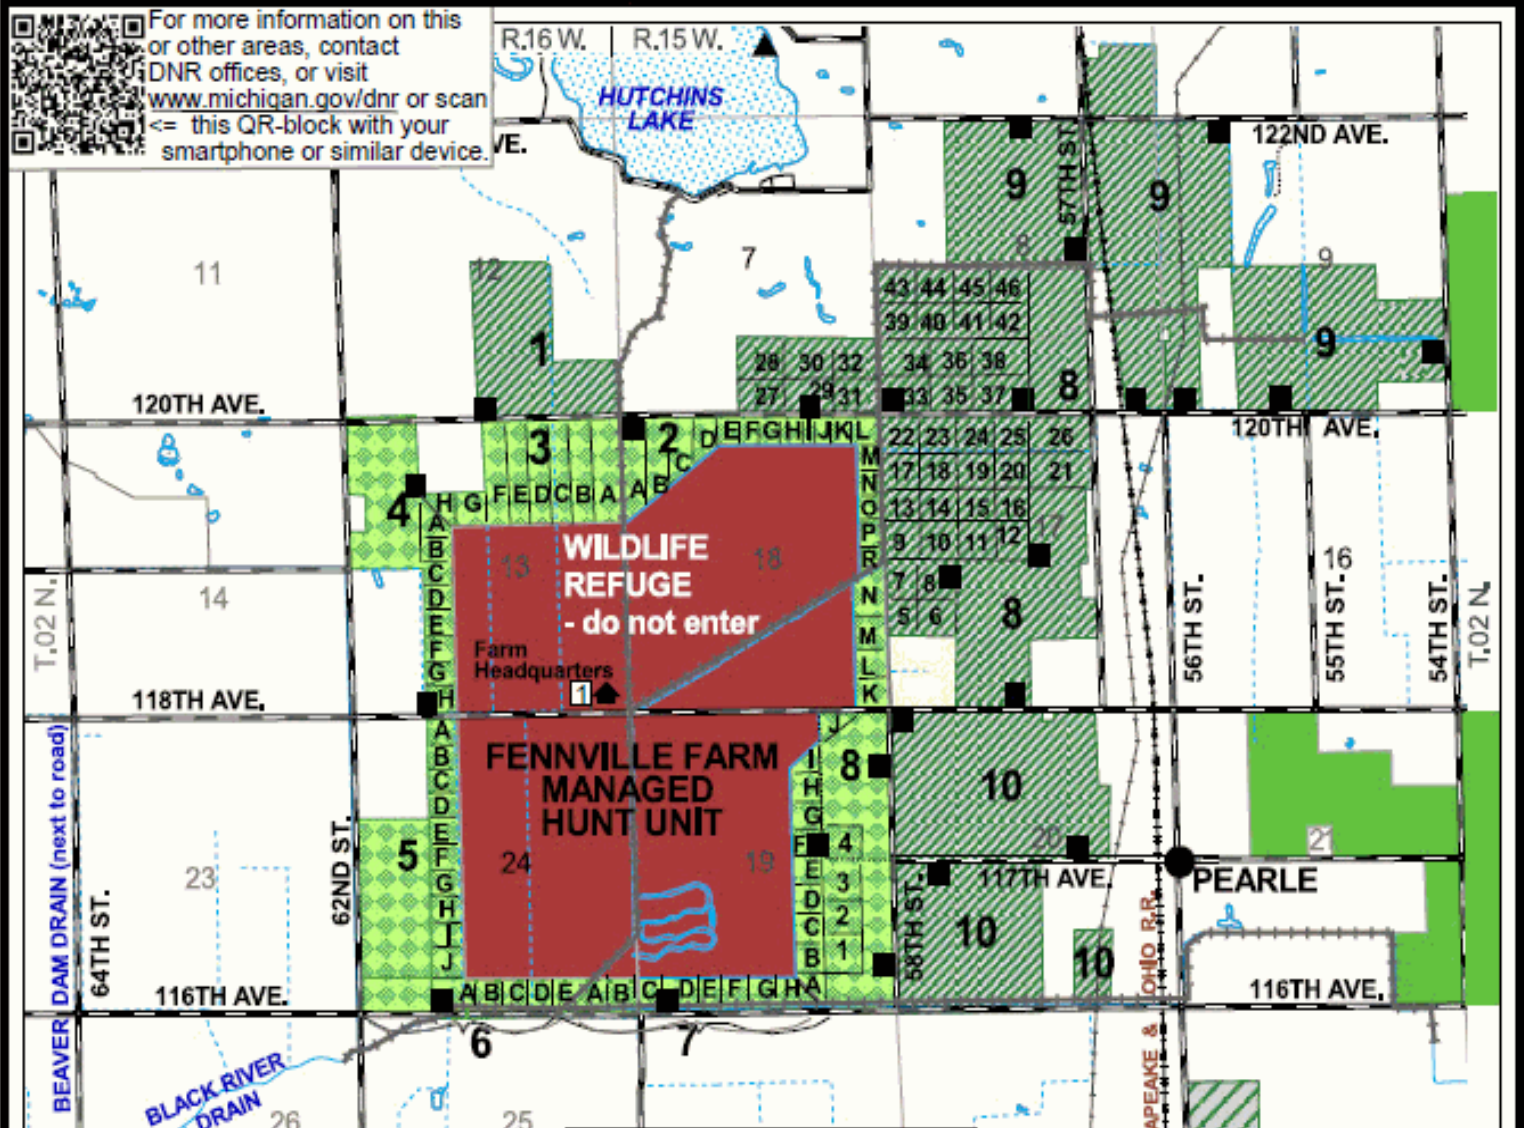 For more information on this
or other areas, contact
DNR offices, or visit
www.michigan.gov/dnr or scan
<= this QR-block with your
smartphone or similar device.
R.16 W. R.15 W.
HUTCHINS
LAKE
VE.
122ND AVE.
57TH ST.
9 9
8
11 12 7 9
43 44 45 46
39 40 41 42
1
28 30 32 34 36 38
9
27 29 31 33 35 37 8
120TH AVE.
120TH AVE.
3 2 D E F G H I J K L
22 23 24 25 26
C M
17 18 19 20 21
4 H G F E D C B A A B N
13 14 15 16 17
A O
B P
9 10 11 12
WILDLIFE
REFUGE
- do not enter
13 18 R 16
C
7 8
14 D N
5 6 8
E
F M
G L
H K
T.02 N.
56TH ST.
55TH ST.
54TH ST.
T.02 N.
Farm
Headquarters
1
118TH AVE.
FENNVILLE FARM
MANAGED
HUNT UNIT
A J
B I 8
C H 10
D G
E F 4 20 21
F E
G D 3
H C 2
I B 1
J A
23 5 24 19
117TH AVE.
PEARLE
BEAVER DAM DRAIN (next to road)
64TH ST.
62ND ST.
58TH ST.
10 10
OHIO R.R.
APEAKE &
116TH AVE.
A B C D E A B C D E F G H
116TH AVE.
6 7
BLACK RIVER
DRAIN
26 25